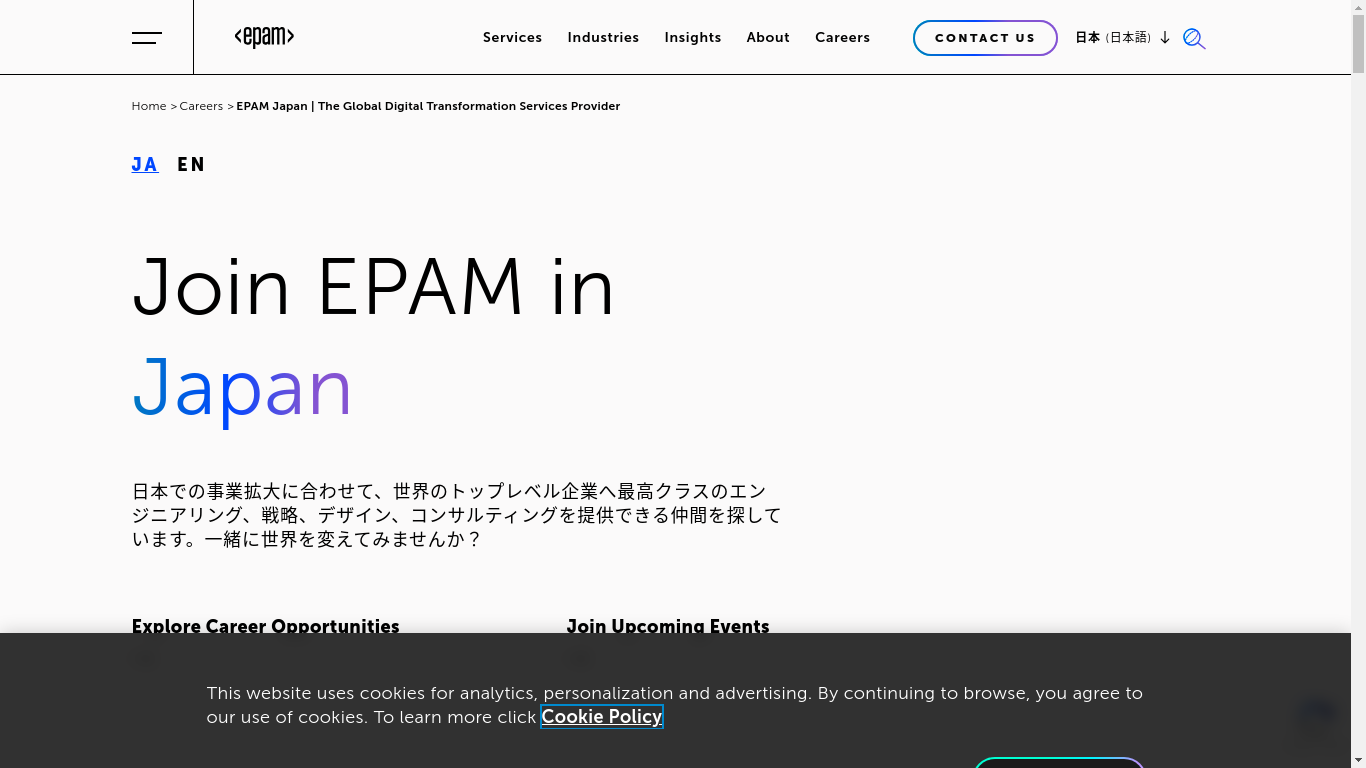 <epam>
Services
Industries
Insights
About
Careers
CONTACT US
日本 (日本語)
Home > Careers > EPAM Japan | The Global Digital Transformation Services Provider
JA EN
Join EPAM in
Japan
日本での事業拡大に合わせて、世界のトップレベル企業へ最高クラスのエン
ジニアリング、戦略、デザイン、コンサルティングを提供できる仲間を探して
います。一緒に世界を変えてみませんか？
Explore Career Opportunities
Join Upcoming Events
This website uses cookies for analytics, personalization and advertising. By continuing to browse, you agree to
our use of cookies. To learn more click Cookie Policy